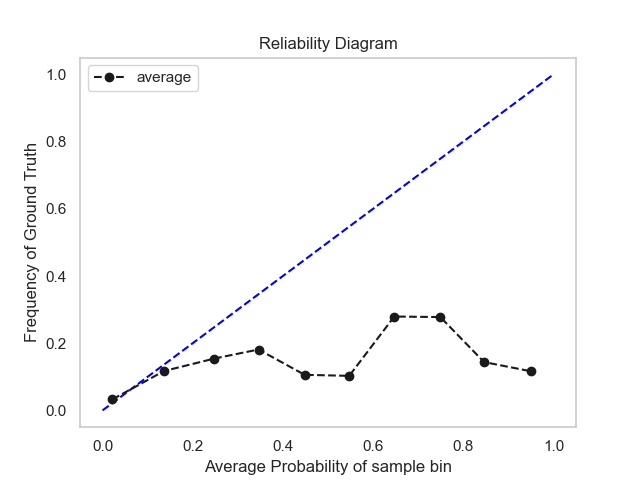 Reliability Diagram
average
1.0
0.8
0.6
0.4
0.2
0.0
Frequency of Ground Truth
0.0 0.2 0.4 0.6 0.8 1.0
Average Probability of sample bin